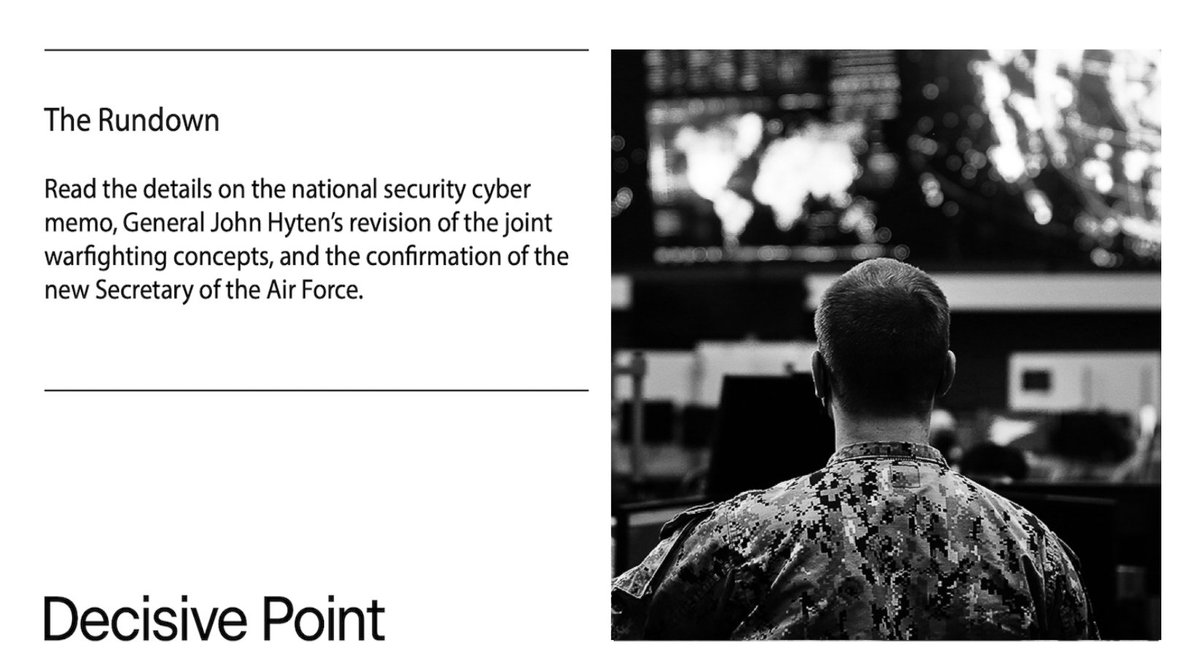 The Rundown
Read the details on the national security cyber
memo, General John Hyten’s revision of the joint
warfighting concepts, and the confirmation of the
new Secretary of the Air Force.
Decisive Point